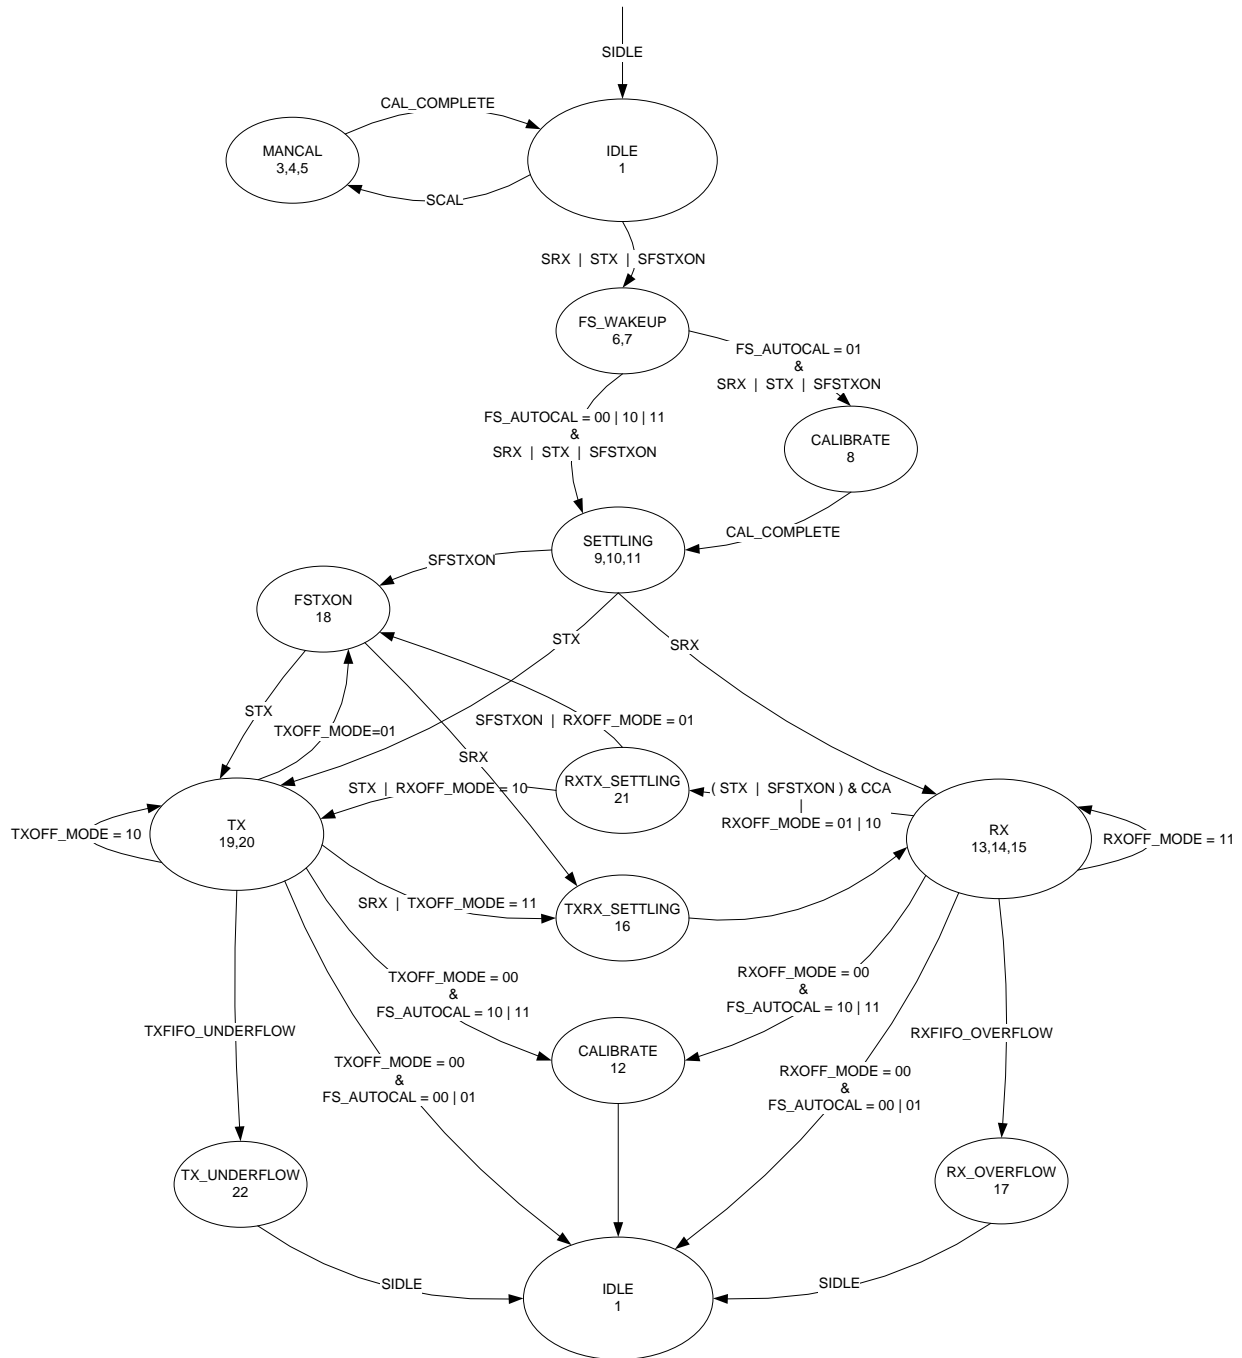 SIDLE
CAL_COMPLETE
MANCAL
3,4,5
IDLE
1
SCAL
SRX | STX | SFSTXON
FS_WAKEUP
6,7
FS_AUTOCAL = 01
&
SRX | STX | SFSTXON
FS_AUTOCAL = 00 | 10 | 11
&
SRX | STX | SFSTXON
CALIBRATE
8
CAL_COMPLETE
SETTLING
9,10,11
SFSTXON
FSTXON
18
STX
SRX
STX
TXOFF_MODE=01
SFSTXON | RXOFF_MODE = 01
SRX
STX | RXOFF_MODE = 10
RXTX_SETTLING
21
( STX | SFSTXON ) & CCA
|
RXOFF_MODE = 01 | 10
TXOFF_MODE = 10
TX
19,20
RX
13,14,15
RXOFF_MODE = 11
SRX | TXOFF_MODE = 11
TXRX_SETTLING
16
TXOFF_MODE = 00
&
FS_AUTOCAL = 10 | 11
RXOFF_MODE = 00
&
FS_AUTOCAL = 10 | 11
TXFIFO_UNDERFLOW
RXFIFO_OVERFLOW
CALIBRATE
12
TXOFF_MODE = 00
&
FS_AUTOCAL = 00 | 01
RXOFF_MODE = 00
&
FS_AUTOCAL = 00 | 01
TX_UNDERFLOW
22
RX_OVERFLOW
17
SIDLE
SIDLE
IDLE
1